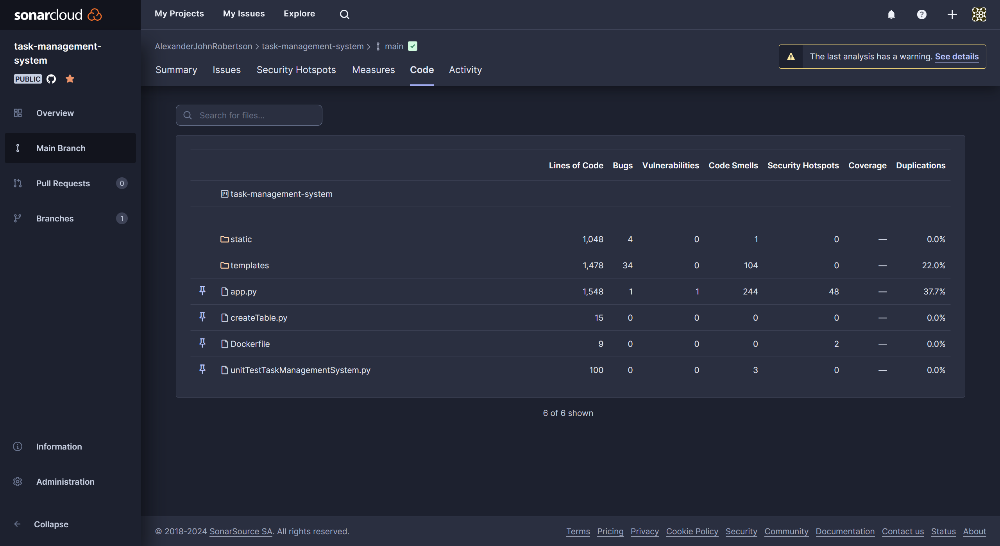 sonarcloud
My Projects My Issues Explore
task-management-
system
PUBLIC
Overview
Main Branch
Pull Requests 0
Branches 1
Information
Administration
Collapse
AlexanderJohnRobertson > task-management-system > main
The last analysis has a warning. See details
Summary Issues Security Hotspots Measures Code Activity
Search for files...
Lines of Code Bugs Vulnerabilities Code Smells Security Hotspots Coverage Duplications
task-management-system
static 1,048 4 0 1 0 — 0.0%
templates 1,478 34 0 104 0 — 22.0%
app.py 1,548 1 1 244 48 — 37.7%
createTable.py 15 0 0 0 0 — 0.0%
Dockerfile 9 0 0 0 2 — 0.0%
unitTestTaskManagementSystem.py 100 0 0 3 0 — 0.0%
6 of 6 shown
© 2018-2024 SonarSource SA. All rights reserved.
Terms Pricing Privacy Cookie Policy Security Community Documentation Contact us Status About